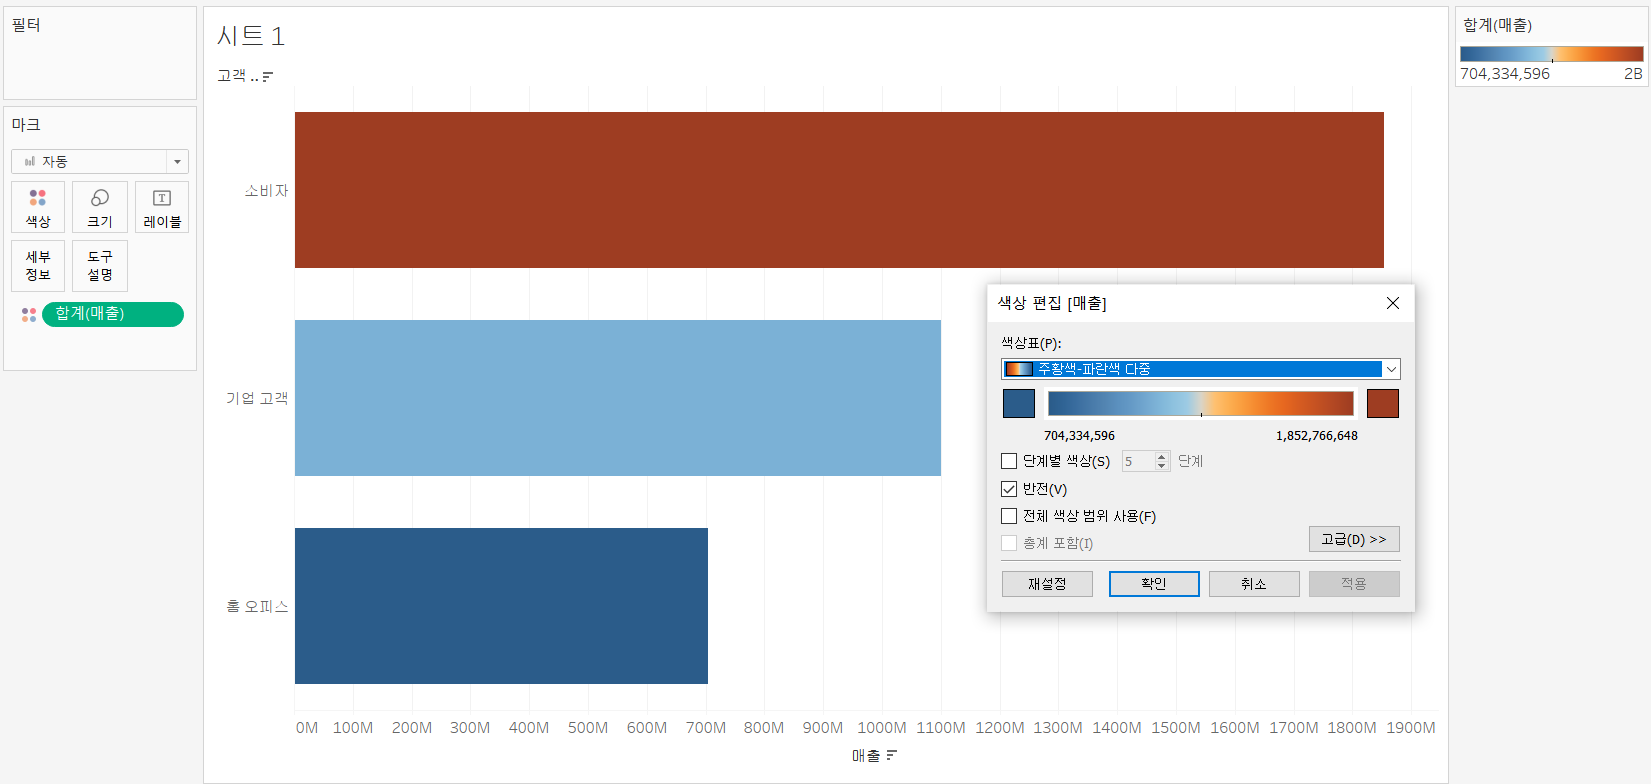 필터
마크
자동
색상
크기
레이블
세부
정보
도구
설명
합계(매출)
시트 1
고객 ..
소비자
기업 고객
홈 오피스
0M 100M 200M 300M 400M 500M 600M 700M 800M 900M 1000M 1100M 1200M 1300M 1400M 1500M 1600M 1700M 1800M 1900M
매출
색상 편집 [매출]
색상표(P):
주황색-파란색 다중
704,334,596 1,852,766,648
단계별 색상(S) 5 단계
반전(V)
전체 색상 범위 사용(F)
총계 포함(I)
고급(D) >>
재설정 확인 취소 적용
합계(매출)
704,334,596 2B